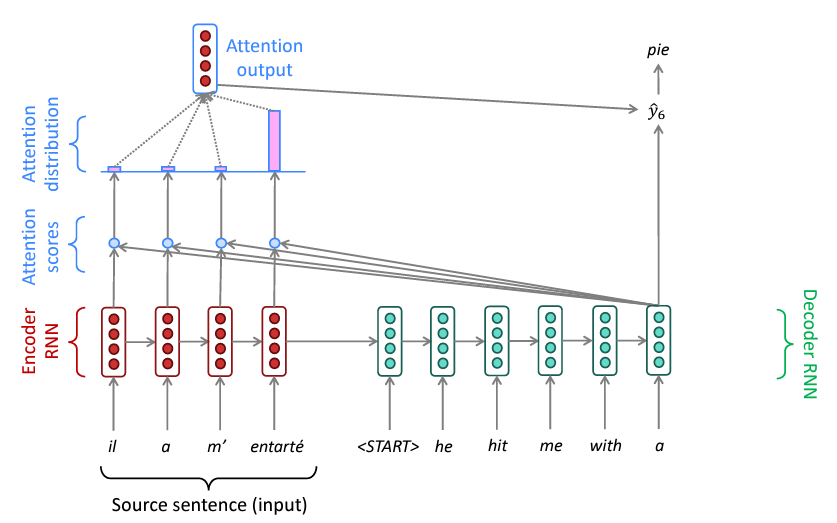 Attention
output
pie
ŷ₆
Attention
distribution
Attention
scores
Encoder
RNN
Decoder RNN
il a m’ entarté <START> he hit me with a
Source sentence (input)